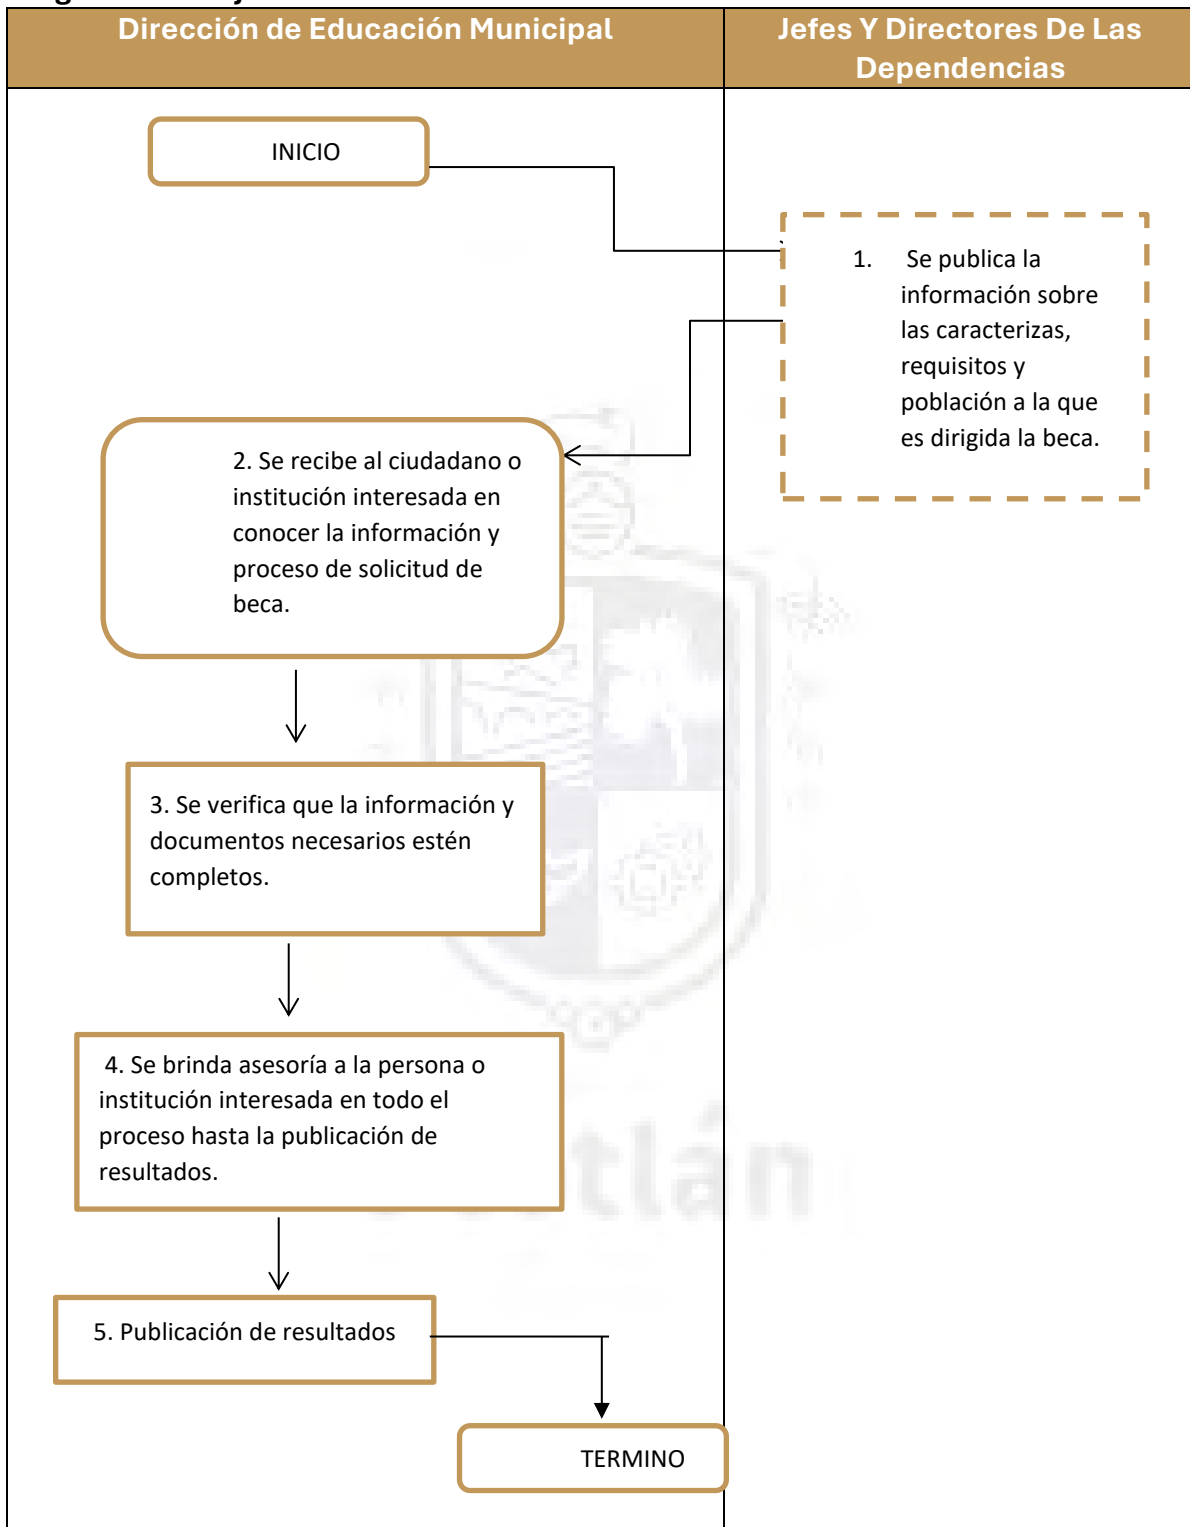 Dirección de Educación Municipal
Jefes Y Directores De Las
Dependencias
INICIO
1. Se publica la
información sobre
las caracterizas,
requisitos y
población a la que
es dirigida la beca.
2. Se recibe al ciudadano o
institución interesada en
conocer la información y
proceso de solicitud de
beca.
3. Se verifica que la información y
documentos necesarios estén
completos.
4. Se brinda asesoría a la persona o
institución interesada en todo el
proceso hasta la publicación de
resultados.
tlán
5. Publicación de resultados
TERMINO